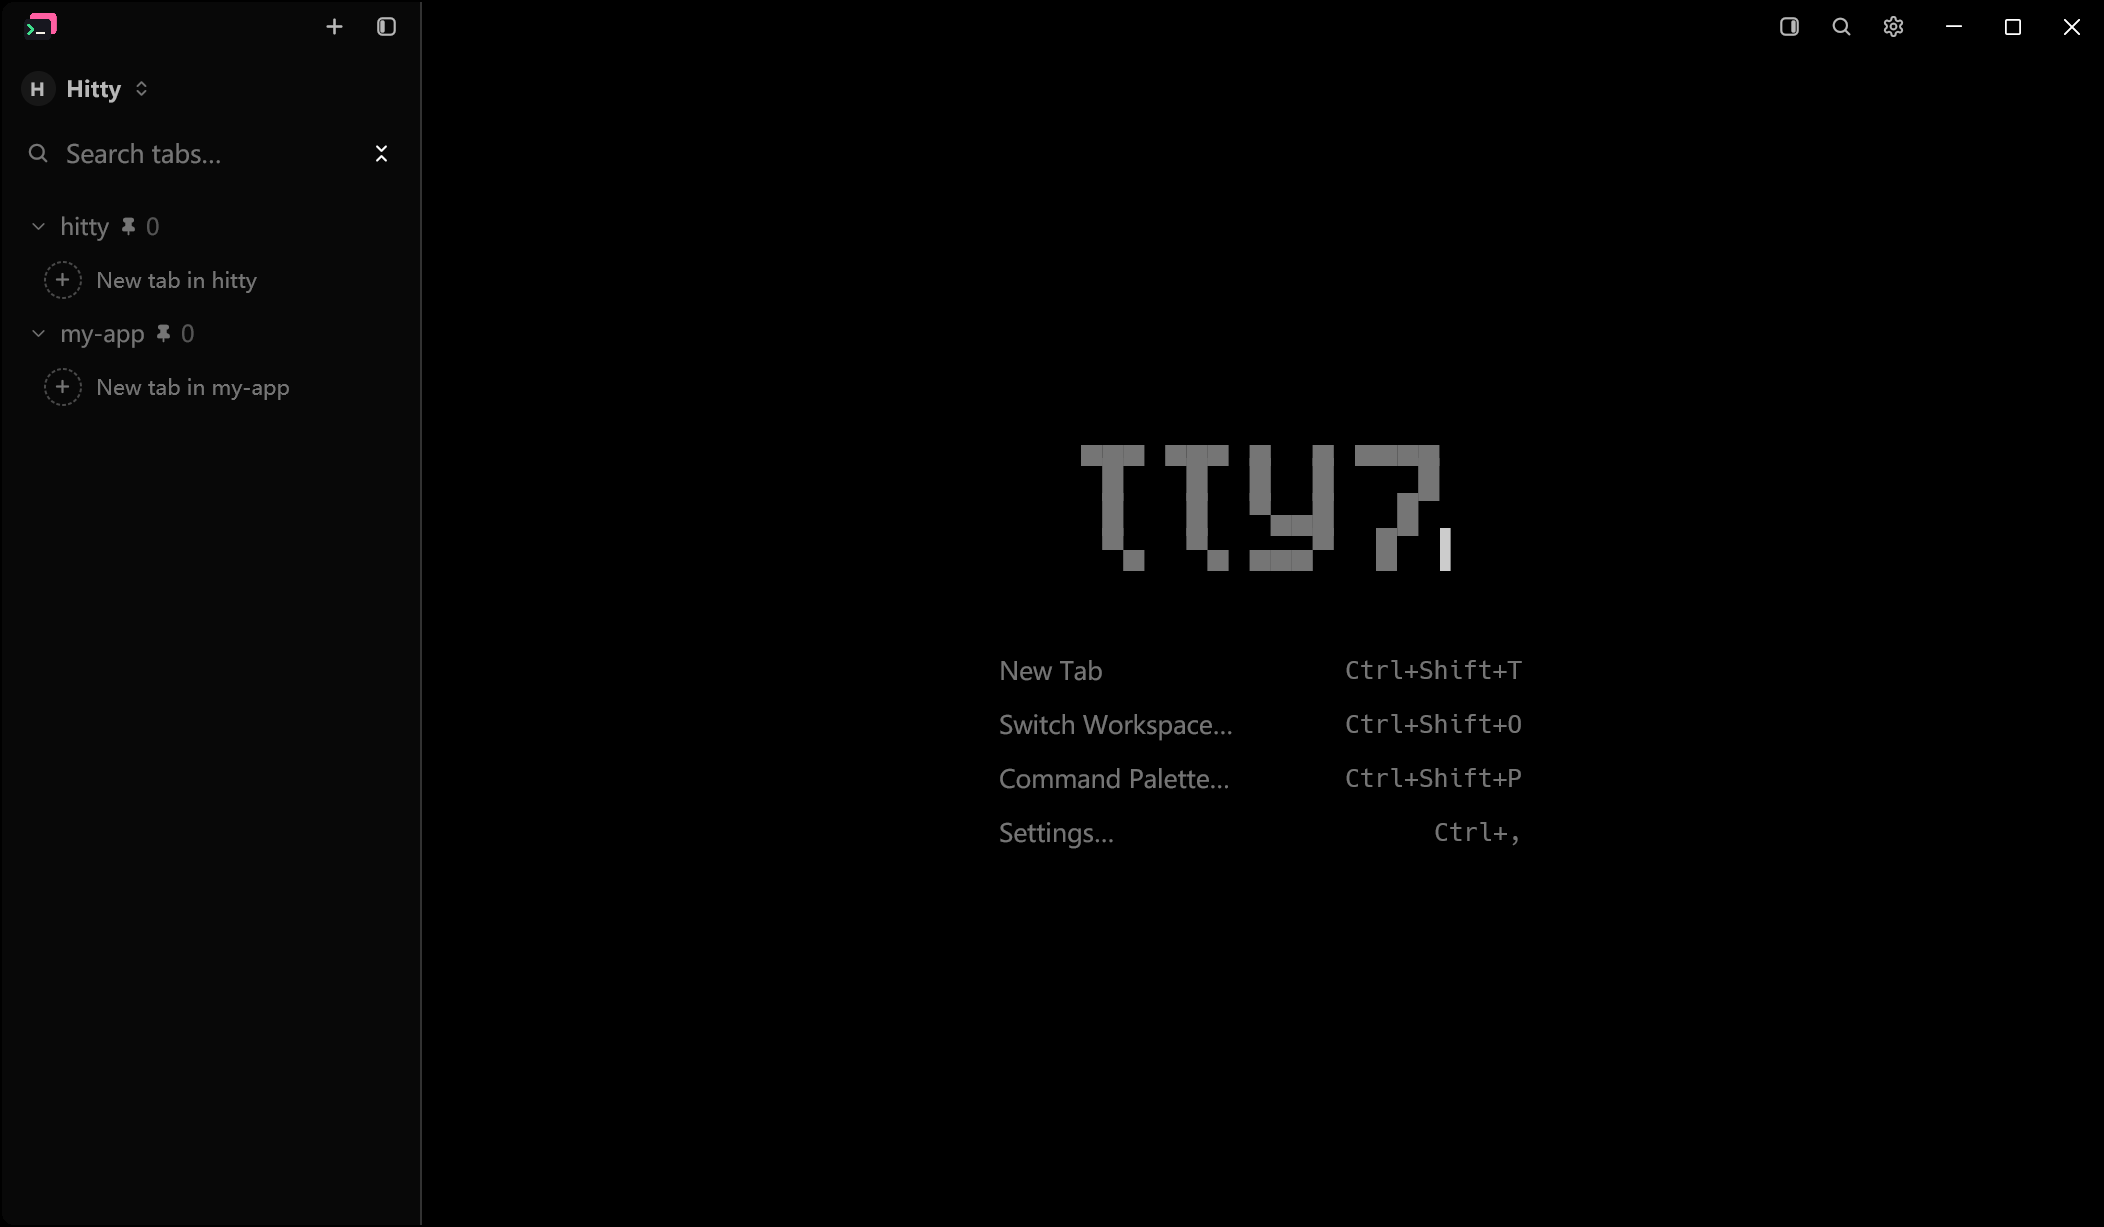 H Hitty
Search tabs...
hitty 0
New tab in hitty
my-app 0
New tab in my-app
TTY7
New Tab Ctrl+Shift+T
Switch Workspace... Ctrl+Shift+O
Command Palette... Ctrl+Shift+P
Settings... Ctrl+,